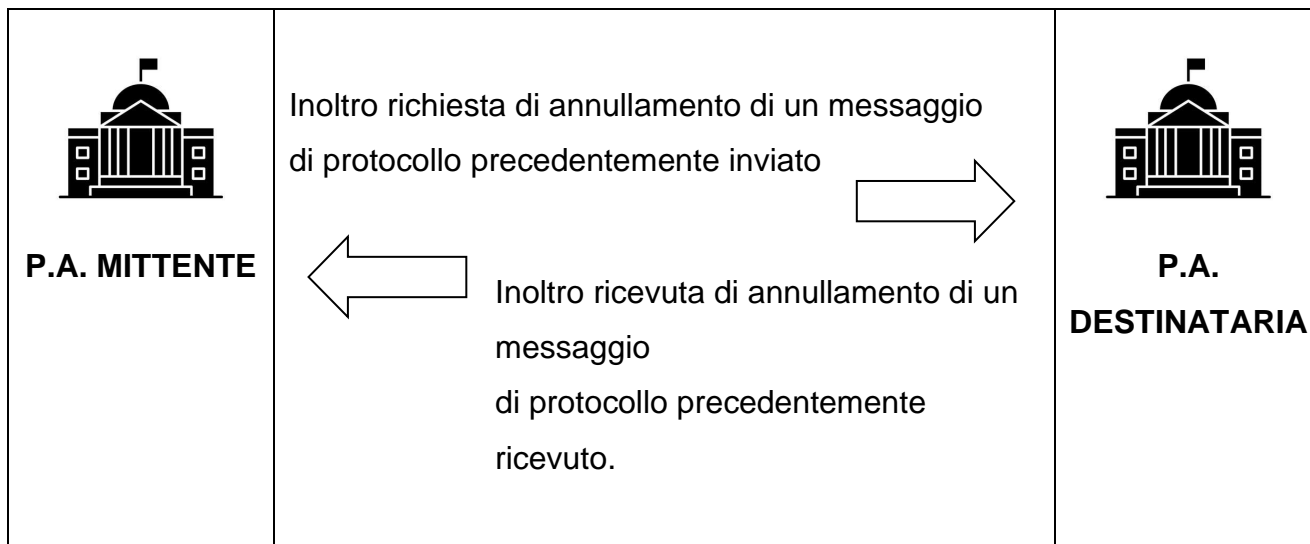 P.A. MITTENTE
Inoltro richiesta di annullamento di un messaggio
di protocollo precedentemente inviato
Inoltro ricevuta di annullamento di un
messaggio
di protocollo precedentemente
ricevuto.
P.A.
DESTINATARIA